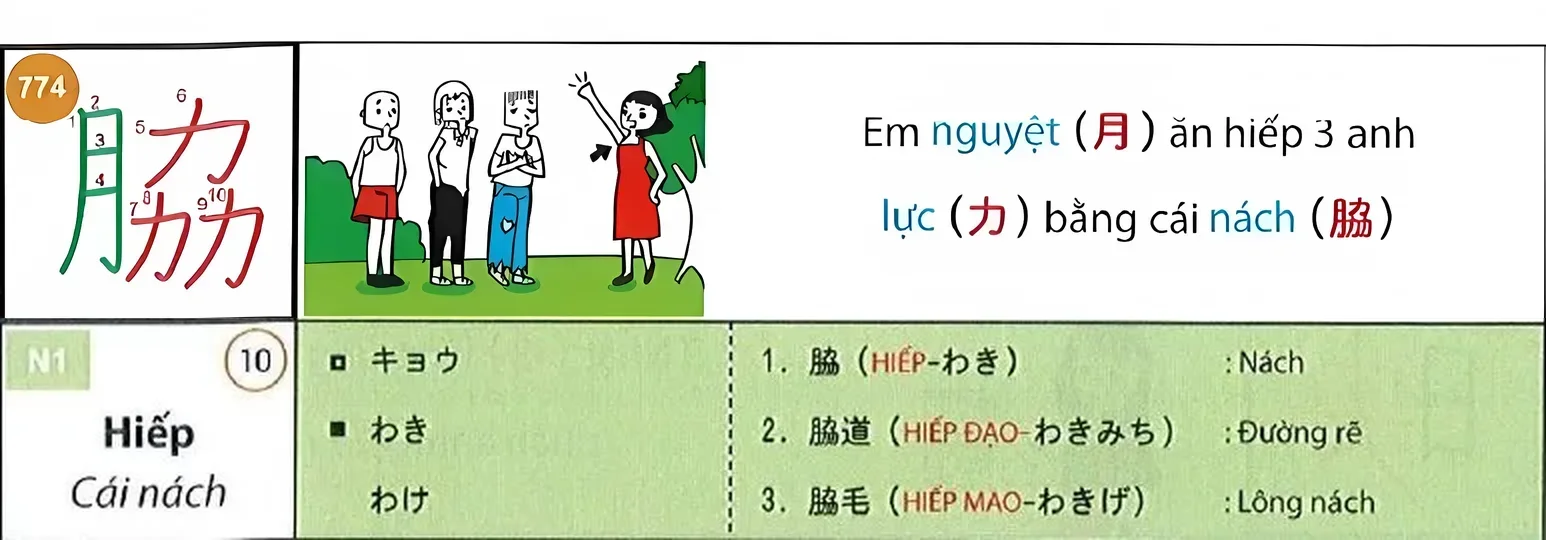 774
脇
1
2
3
4
5
6
7
8
9
10
Em nguyệt (月) ăn hiếp 3 anh
lực (力) bằng cái nách (脇)
N1
10
Hiếp
Cái nách
キョウ
わき
わけ
1. 脇 (HIẾP-わき) : Nách
2. 脇道 (HIẾP ĐẠO-わきみち) : Đường rẽ
3. 脇毛 (HIẾP MAO-わきげ) : Lông nách